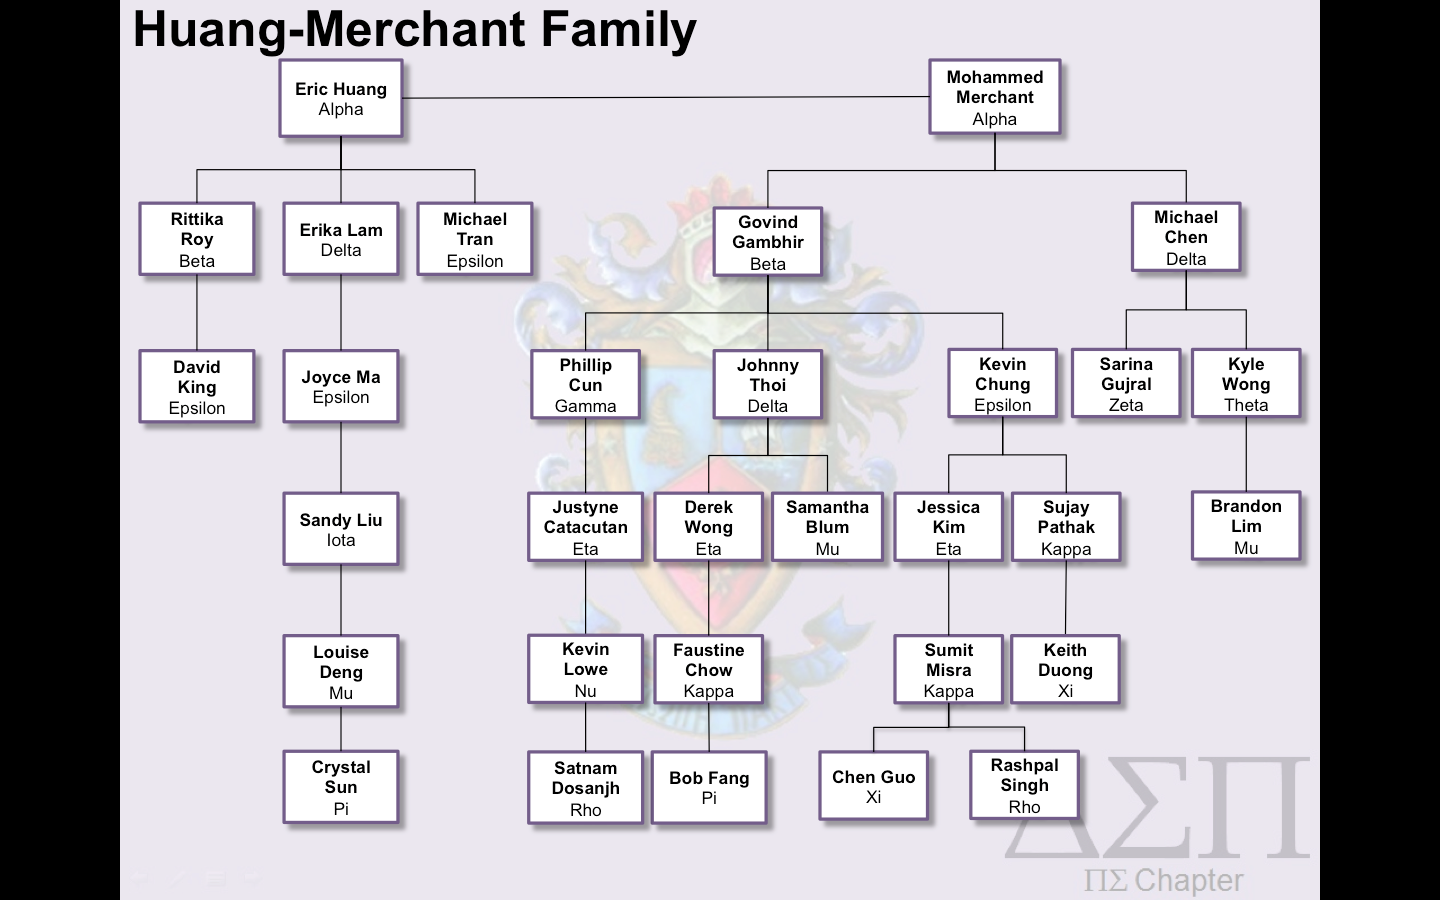 Huang-Merchant Family
Eric Huang
Alpha
Mohammed
Merchant
Alpha
Rittika
Roy
Beta
Erika Lam
Delta
Michael
Tran
Epsilon
Govind
Gambhir
Beta
Michael
Chen
Delta
David
King
Epsilon
Joyce Ma
Epsilon
Phillip
Cun
Gamma
Johnny
Thoi
Delta
Kevin
Chung
Epsilon
Sarina
Gujral
Zeta
Kyle
Wong
Theta
Sandy Liu
Iota
Justyne
Catacutan
Eta
Derek
Wong
Eta
Samantha
Blum
Mu
Jessica
Kim
Eta
Sujay
Pathak
Kappa
Brandon
Lim
Mu
Louise
Deng
Mu
Kevin
Lowe
Nu
Faustine
Chow
Kappa
Sumit
Misra
Kappa
Keith
Duong
Xi
Crystal
Sun
Pi
Satnam
Dosanjh
Rho
Bob Fang
Pi
Chen Guo
Xi
Rashpal
Singh
Rho
ΔΣΠ
ΠΣ Chapter